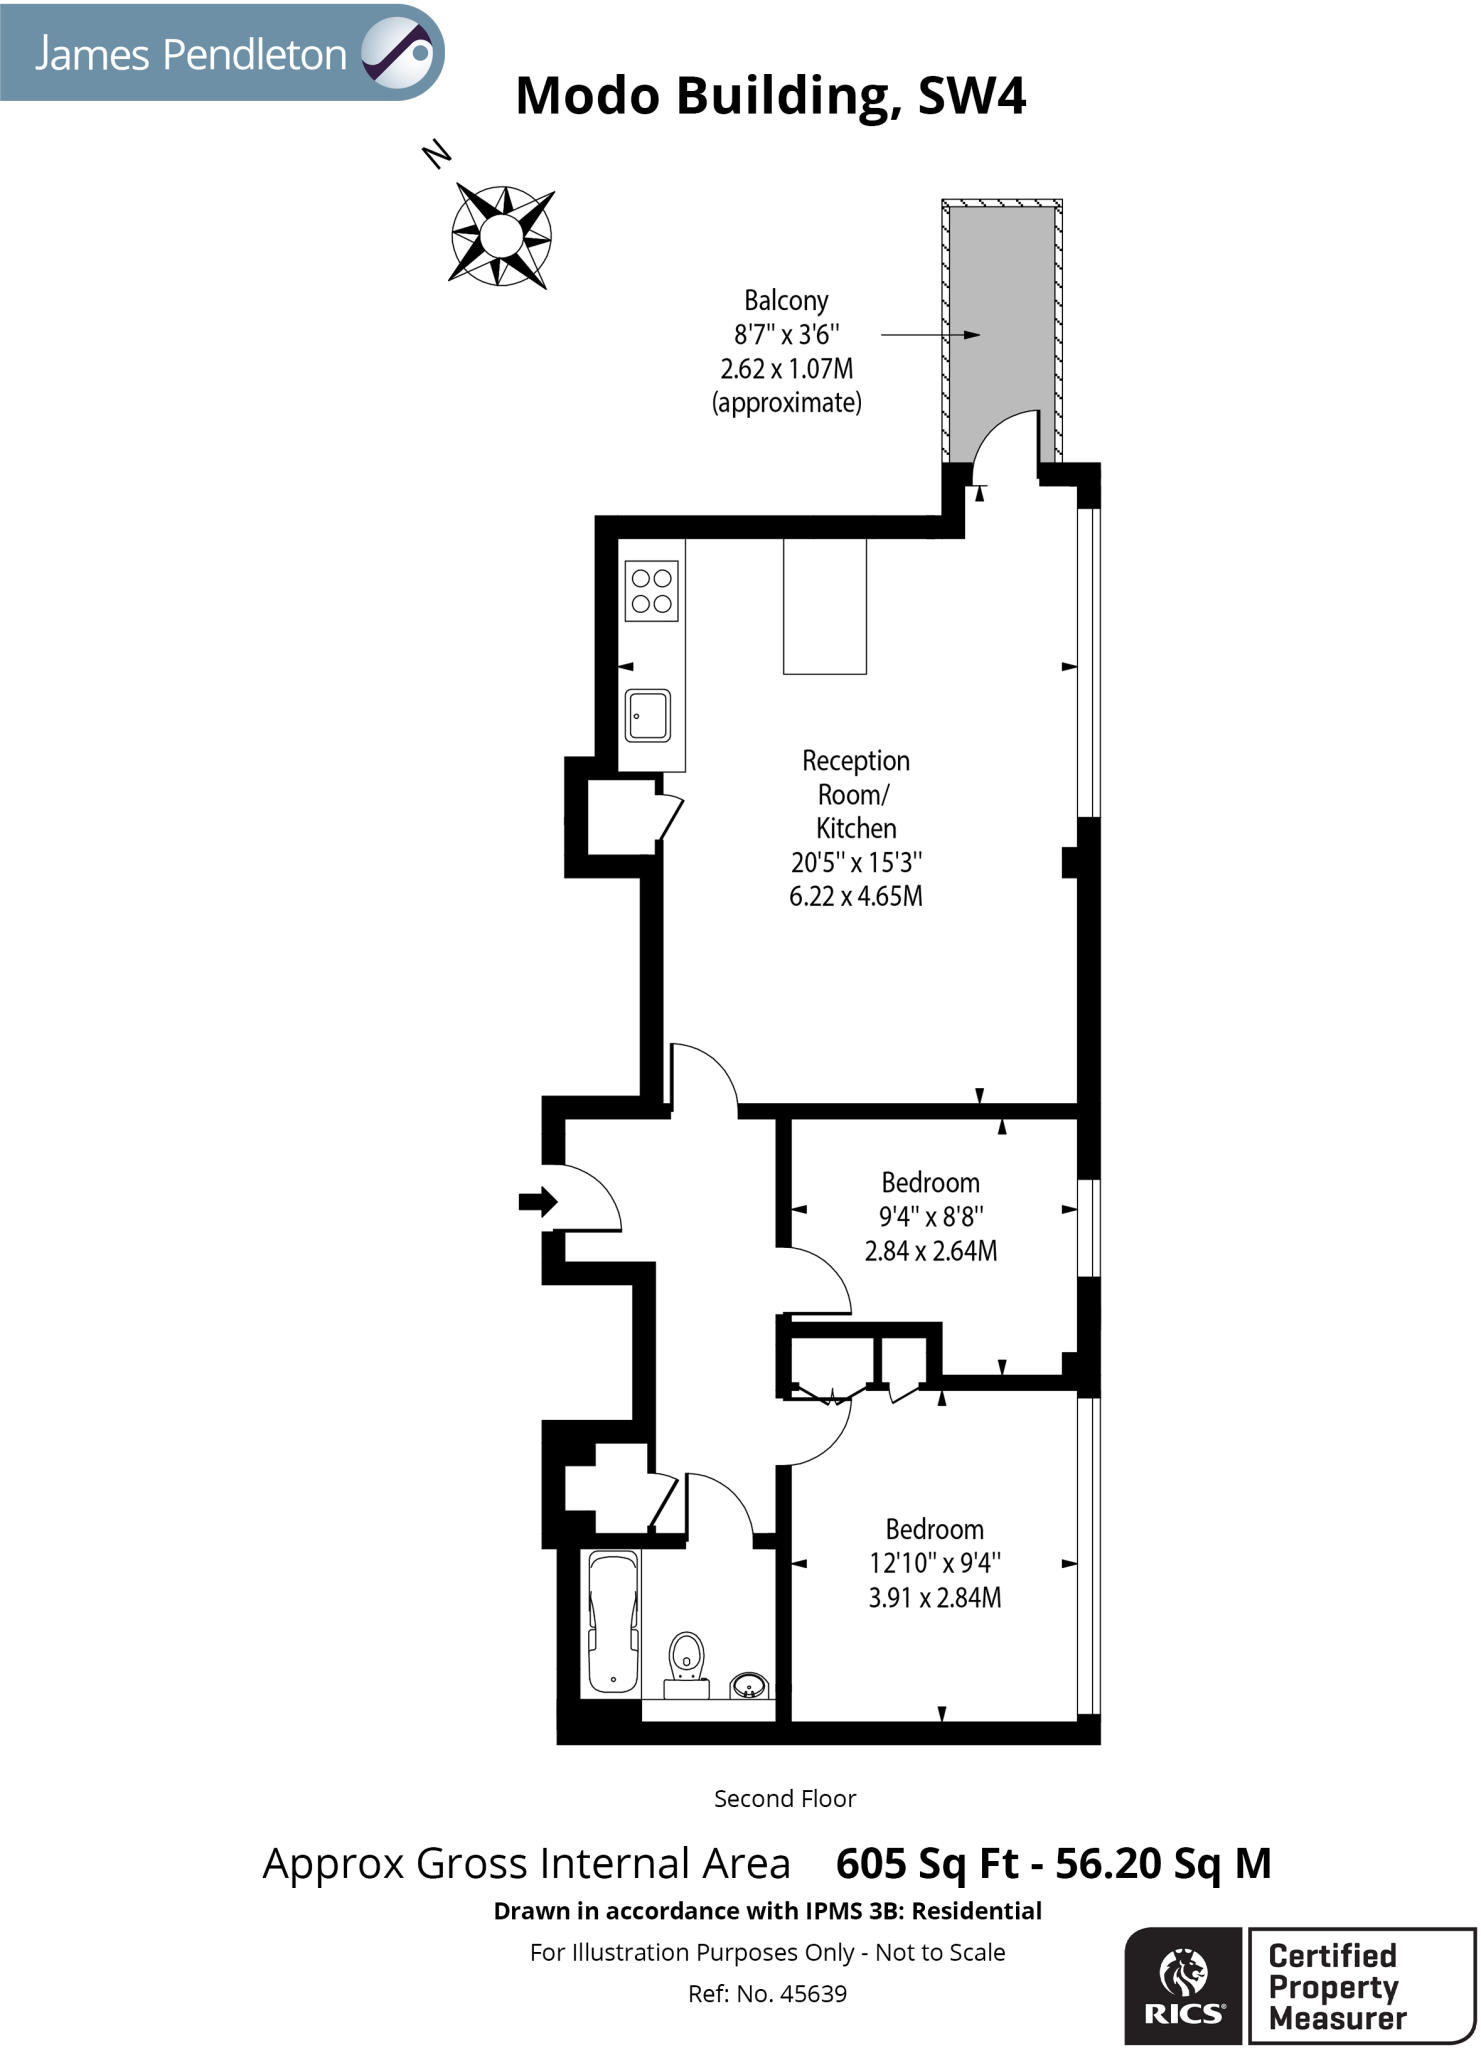 James Pendleton
Modo Building, SW4
N
Balcony
8'7" x 3'6"
2.62 x 1.07M
(approximate)
Reception
Room/
Kitchen
20'5" x 15'3"
6.22 x 4.65M
Bedroom
9'4" x 8'8"
2.84 x 2.64M
Bedroom
12'10" x 9'4"
3.91 x 2.84M
Second Floor
Approx Gross Internal Area 605 Sq Ft - 56.20 Sq M
Drawn in accordance with IPMS 3B: Residential
For Illustration Purposes Only - Not to Scale
Ref: No. 45639
RICS®
Certified
Property
Measurer